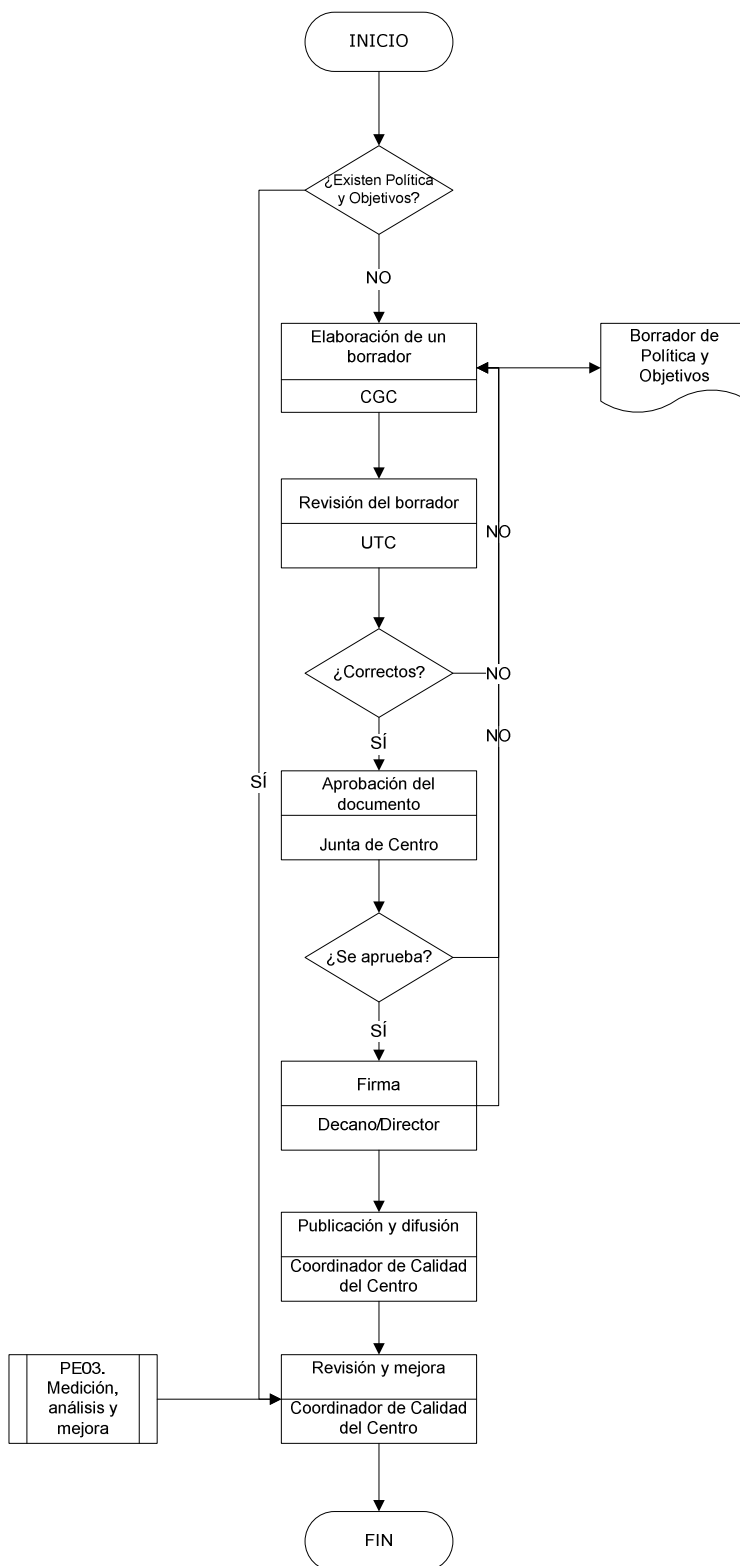 INICIO
¿Existen Política
y Objetivos?
NO
Elaboración de un
borrador
CGC
Borrador de
Política y
Objetivos
Revisión del borrador
UTC
NO
¿Correctos?
NO
SÍ
NO
SÍ
Aprobación del
documento
Junta de Centro
¿Se aprueba?
SÍ
Firma
Decano/Director
Publicación y difusión
Coordinador de Calidad
del Centro
PE03.
Medición,
análisis y
mejora
Revisión y mejora
Coordinador de Calidad
del Centro
FIN